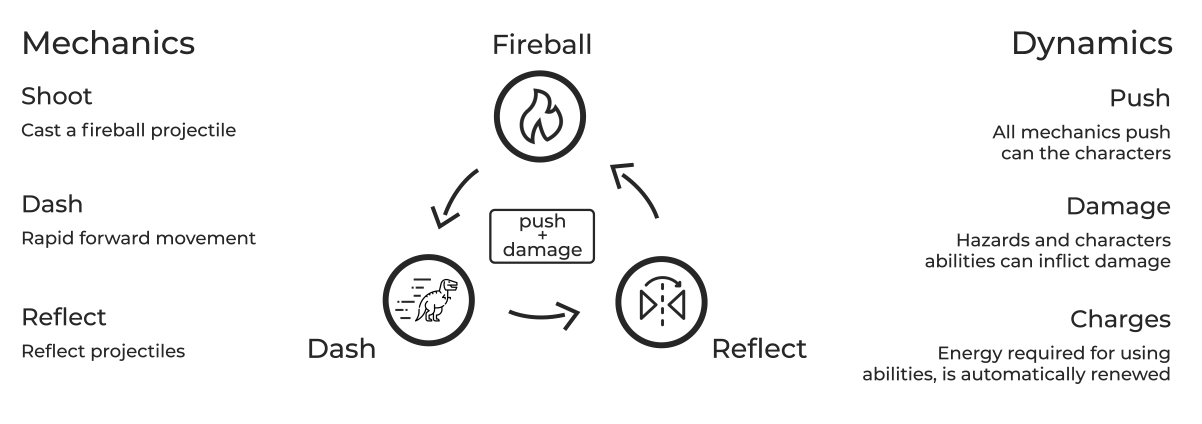 Mechanics
Shoot
Cast a fireball projectile
Dash
Rapid forward movement
Reflect
Reflect projectiles
Fireball
push
+
damage
Dash
Reflect
Dynamics
Push
All mechanics push
can the characters
Damage
Hazards and characters
abilities can inflict damage
Charges
Energy required for using
abilities, is automatically renewed